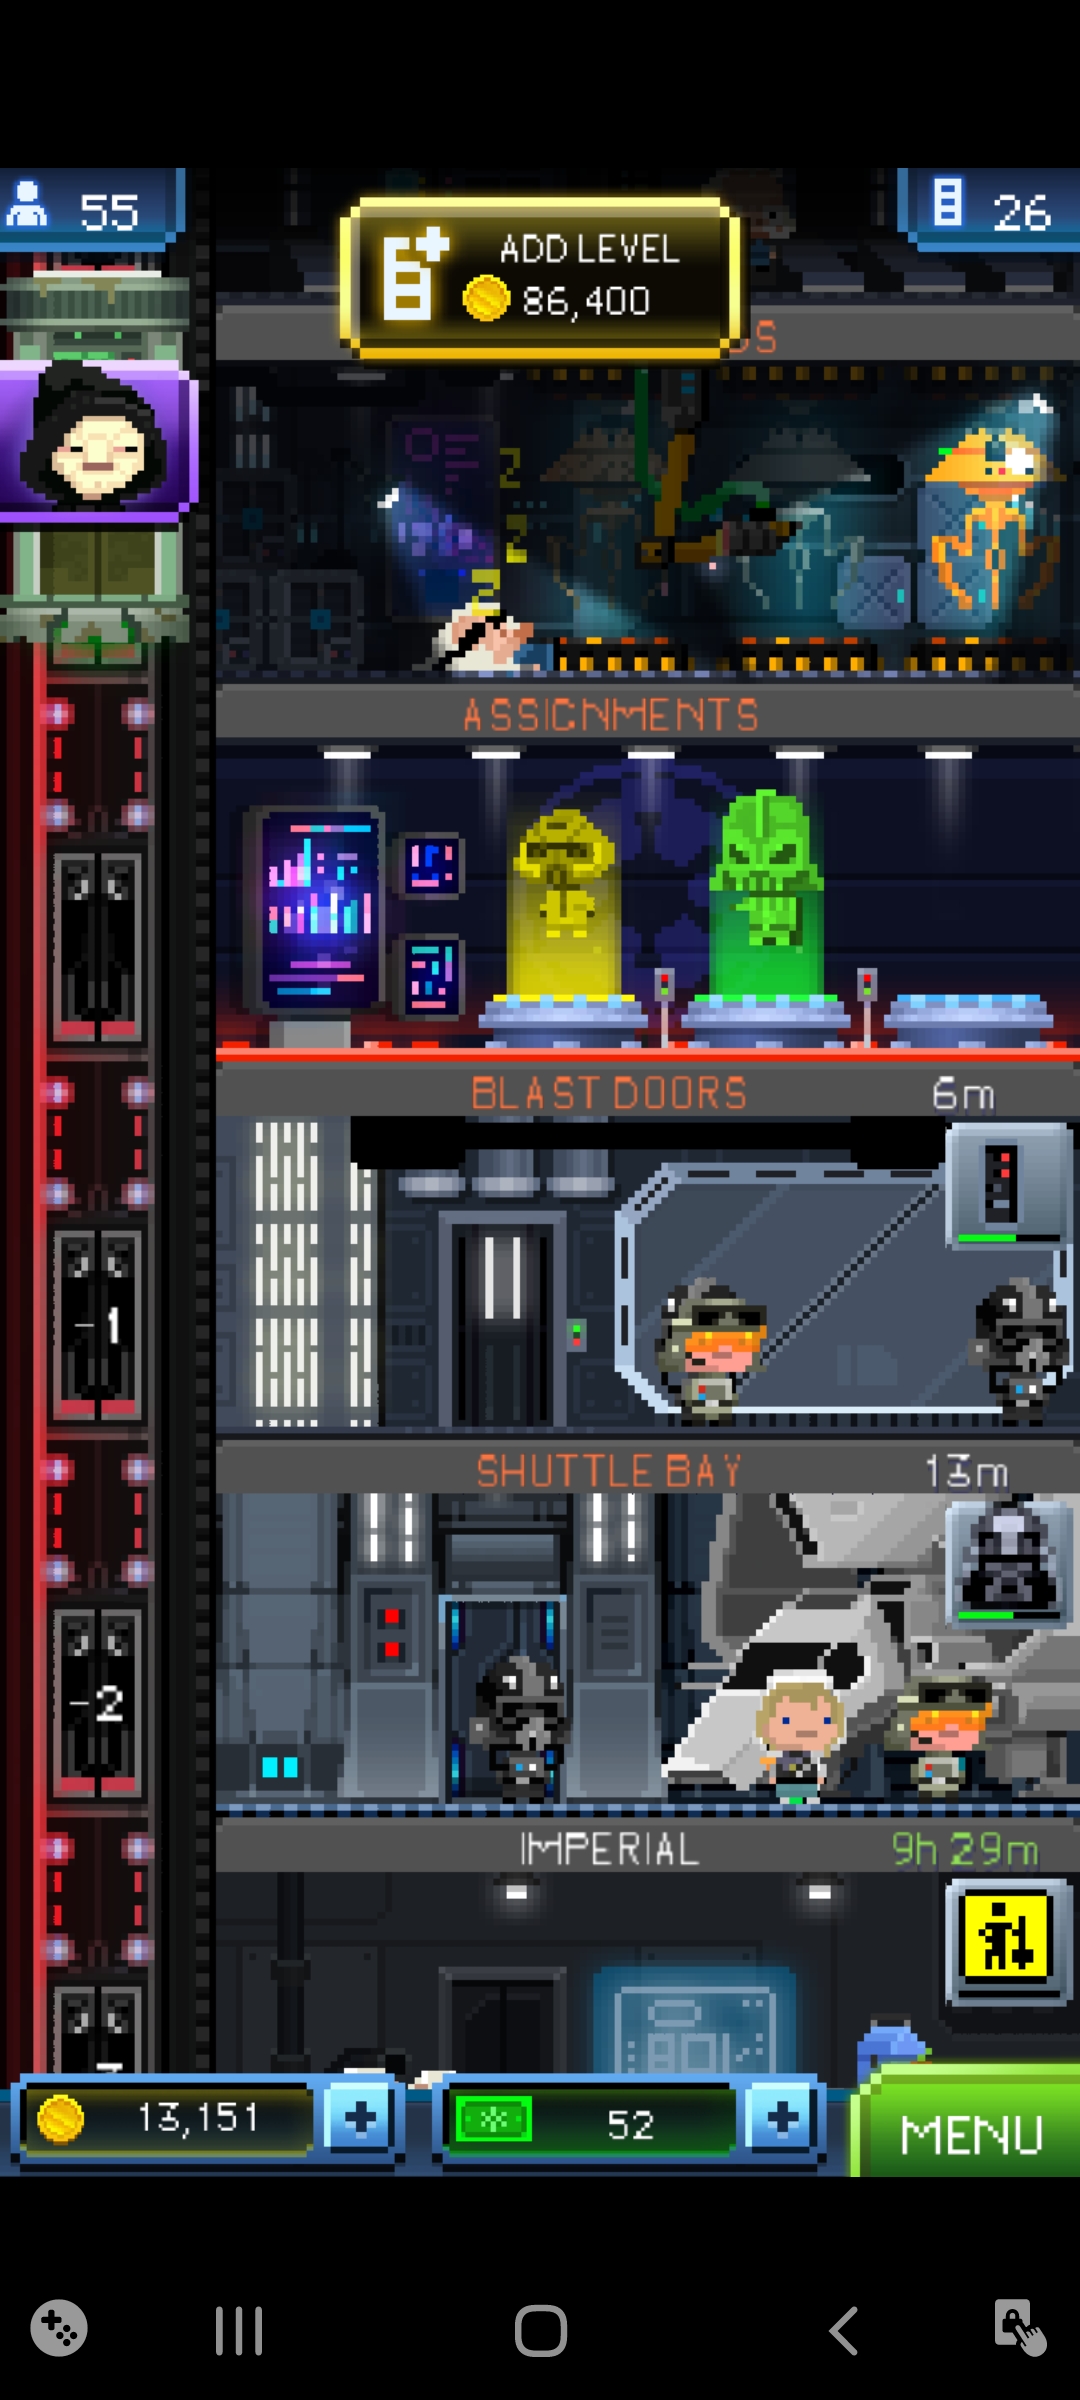 55
ADD LEVEL
86,400
26
DS
ASSIGNMENTS
BLAST DOORS
6m
-1
SHUTTLE BAY
13m
-2
IMPERIAL
9h 29m
13,151
52
MENU